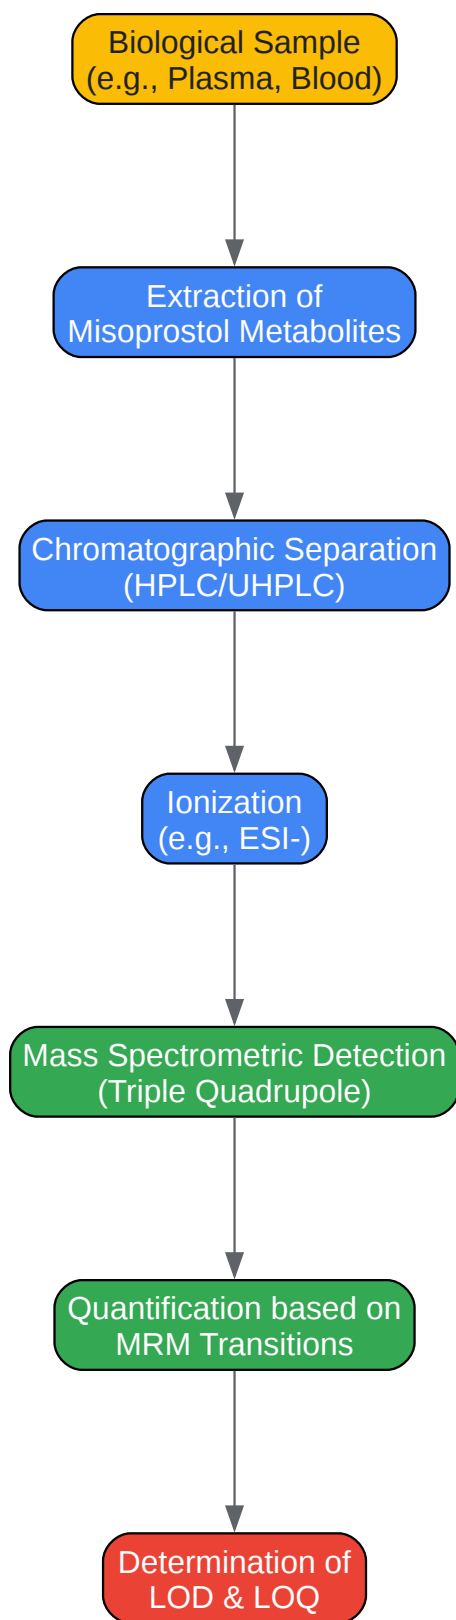 Biological Sample
(e.g., Plasma, Blood)
Extraction of
Misoprostol Metabolites
Chromatographic Separation
(HPLC/UHPLC)
Ionization
(e.g., ESI-)
Mass Spectrometric Detection
(Triple Quadrupole)
Quantification based on
MRM Transitions
Determination of
LOD & LOQ